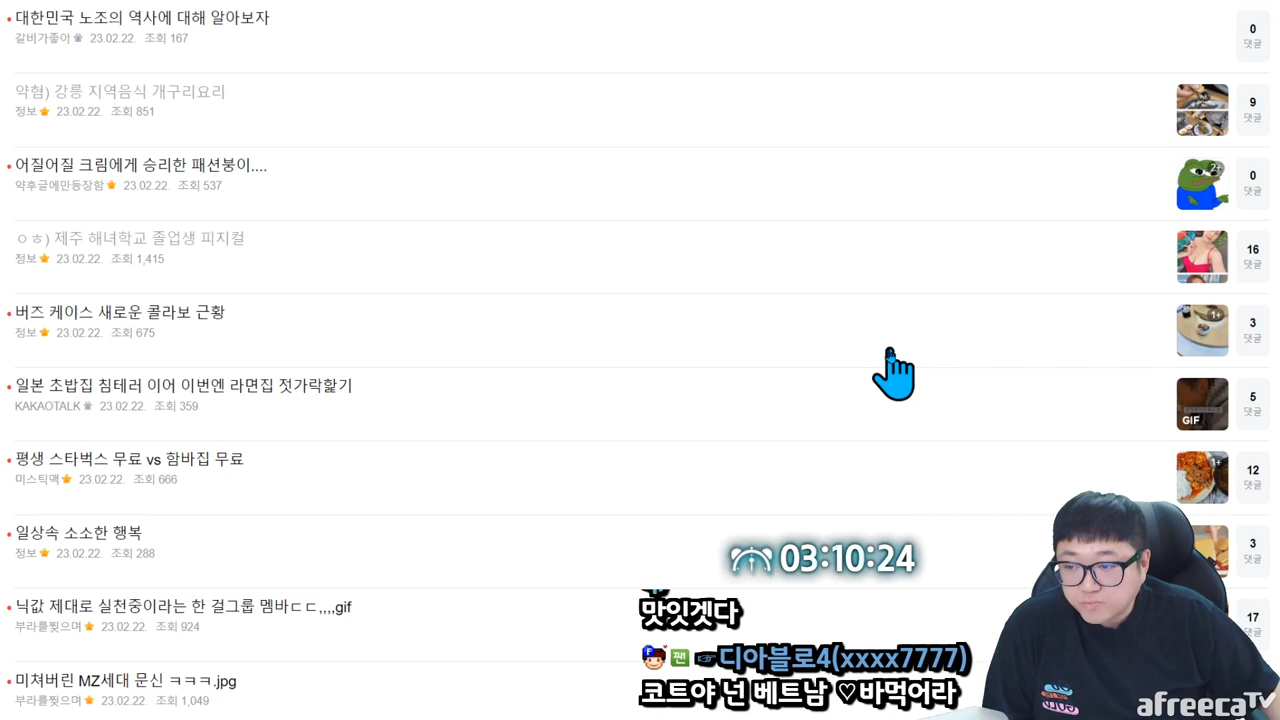 대한민국 노조의 역사에 대해 알아보자
갈비가좋아 23.02.22. 조회 167
0
댓글
약혐) 강릉 지역음식 개구리요리
정보 23.02.22. 조회 851
9
댓글
어질어질 크림에게 승리한 패션붕이....
약후글에만등장함 23.02.22. 조회 537
2+
0
댓글
ㅇㅎ) 제주 해녀학교 졸업생 피지컬
정보 23.02.22. 조회 1,415
16
댓글
버즈 케이스 새로운 콜라보 근황
정보 23.02.22. 조회 675
1+
3
댓글
일본 초밥집 침테러 이어 이번엔 라면집 젓가락핥기
KAKAOTALK 23.02.22. 조회 359
GIF
5
댓글
평생 스타벅스 무료 vs 함바집 무료
미스틱맥 23.02.22. 조회 666
1+
12
댓글
일상속 소소한 행복
정보 23.02.22. 조회 288
3
댓글
03:10:24
닉값 제대로 실천중이라는 한 걸그룹 멤바ㄷㄷ,,,,gif
부라를찢으며 23.02.22. 조회 924
17
댓글
맛잇겟다
팬 디아블로4(xxxx7777)
코트야 넌 베트남 ♡바먹어라
미쳐버린 MZ세대 문신 ㅋㅋㅋ.jpg
부라를찢으며 23.02.22. 조회 1,049
afreecaTV